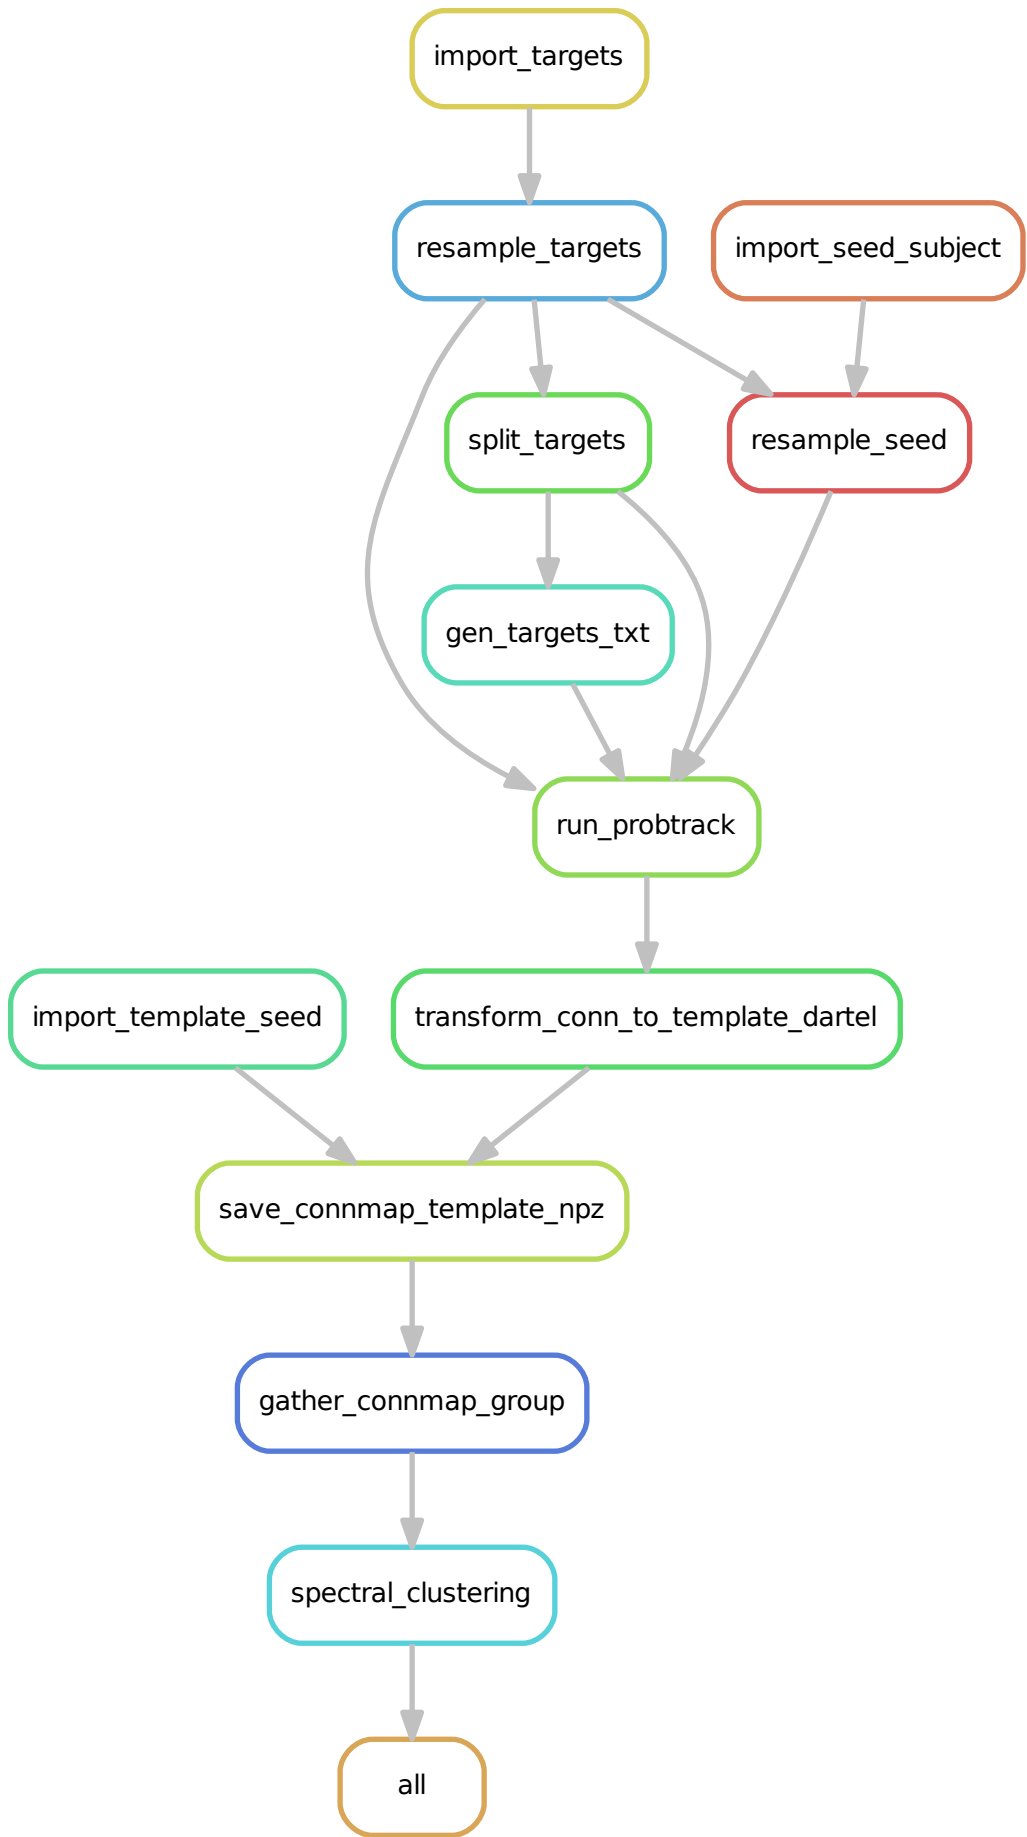 import_targets
resample_targets
import_seed_subject
split_targets
resample_seed
gen_targets_txt
run_probtrack
import_template_seed
transform_conn_to_template_dartel
save_connmap_template_npz
gather_connmap_group
spectral_clustering
all